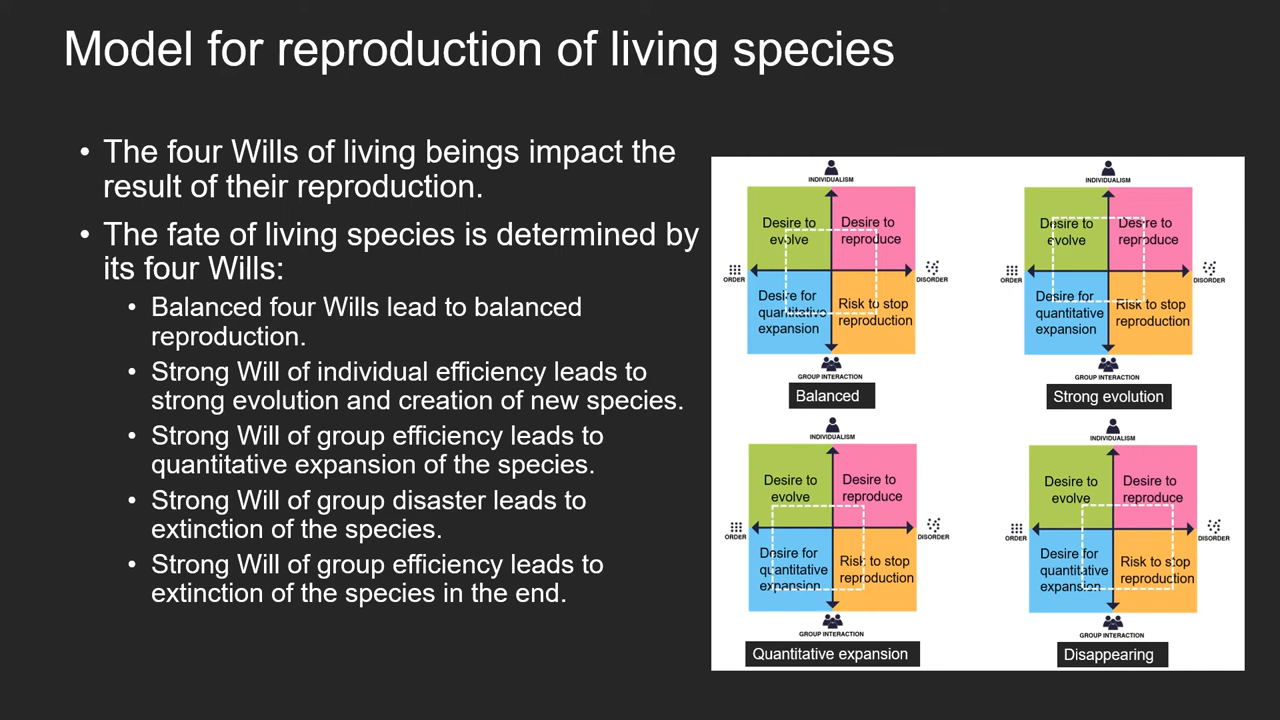 Model for reproduction of living species
• The four Wills of living beings impact the
result of their reproduction.
• The fate of living species is determined by
its four Wills:
• Balanced four Wills lead to balanced
reproduction.
• Strong Will of individual efficiency leads to
strong evolution and creation of new species.
• Strong Will of group efficiency leads to
quantitative expansion of the species.
• Strong Will of group disaster leads to
extinction of the species.
• Strong Will of group efficiency leads to
extinction of the species in the end.
INDIVIDUALISM
Desire to
evolve
Desire to
reproduce
ORDER
DISORDER
Desire for
quantitative
expansion
Risk to stop
reproduction
GROUP INTERACTION
Balanced
INDIVIDUALISM
Desire to
evolve
Desire to
reproduce
ORDER
DISORDER
Desire for
quantitative
expansion
Risk to stop
reproduction
GROUP INTERACTION
Strong evolution
INDIVIDUALISM
Desire to
evolve
Desire to
reproduce
ORDER
DISORDER
Desire for
quantitative
expansion
Risk to stop
reproduction
GROUP INTERACTION
Quantitative expansion
INDIVIDUALISM
Desire to
evolve
Desire to
reproduce
ORDER
DISORDER
Desire for
quantitative
expansion
Risk to stop
reproduction
GROUP INTERACTION
Disappearing